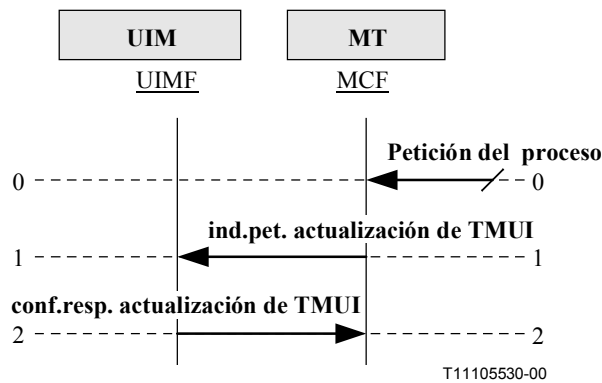 UIM MT
UIMF MCF
Petición del proceso
0 0
ind.pet. actualización de TMUI
1 1
conf.resp. actualización de TMUI
2 2
T11105530-00